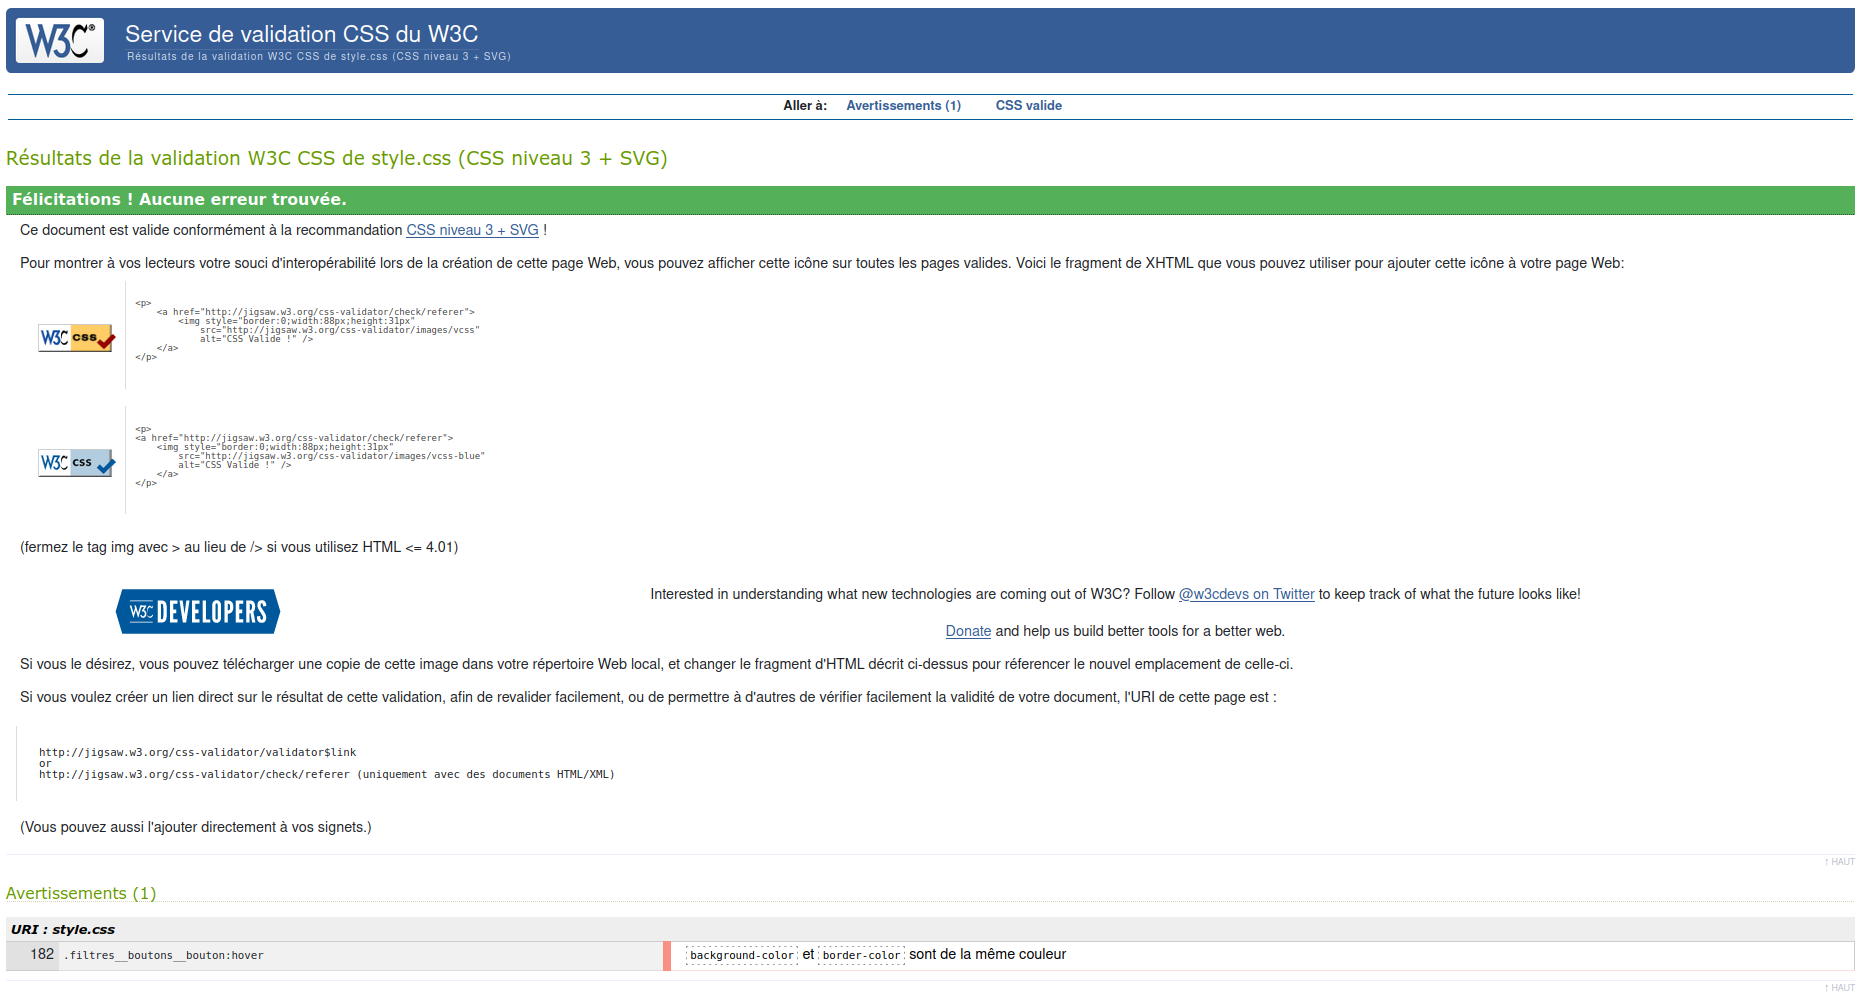 W3C®
Service de validation CSS du W3C
Résultats de la validation W3C CSS de style.css (CSS niveau 3 + SVG)
Aller à: Avertissements (1) CSS valide
Résultats de la validation W3C CSS de style.css (CSS niveau 3 + SVG)
Félicitations ! Aucune erreur trouvée.
Ce document est valide conformément à la recommandation CSS niveau 3 + SVG !
Pour montrer à vos lecteurs votre souci d'interopérabilité lors de la création de cette page Web, vous pouvez afficher cette icône sur toutes les pages valides. Voici le fragment de XHTML que vous pouvez utiliser pour ajouter cette icône à votre page Web:
W3C css
<p>
<a href="http://jigsaw.w3.org/css-validator/check/referer">
<img style="border:0;width:88px;height:31px"
src="http://jigsaw.w3.org/css-validator/images/vcss"
alt="CSS Valide !" />
</a>
</p>
W3C css
<p>
<a href="http://jigsaw.w3.org/css-validator/check/referer">
<img style="border:0;width:88px;height:31px"
src="http://jigsaw.w3.org/css-validator/images/vcss-blue"
alt="CSS Valide !" />
</a>
</p>
(fermez le tag img avec > au lieu de /> si vous utilisez HTML <= 4.01)
W3C DEVELOPERS
Interested in understanding what new technologies are coming out of W3C? Follow @w3cdevs on Twitter to keep track of what the future looks like!
Donate and help us build better tools for a better web.
Si vous le désirez, vous pouvez télécharger une copie de cette image dans votre répertoire Web local, et changer le fragment d'HTML décrit ci-dessus pour réferencer le nouvel emplacement de celle-ci.
Si vous voulez créer un lien direct sur le résultat de cette validation, afin de revalider facilement, ou de permettre à d'autres de vérifier facilement la validité de votre document, l'URI de cette page est :
http://jigsaw.w3.org/css-validator/validator$link
or
http://jigsaw.w3.org/css-validator/check/referer (uniquement avec des documents HTML/XML)
(Vous pouvez aussi l'ajouter directement à vos signets.)
↑ HAUT
Avertissements (1)
URI : style.css
182 .filtres__boutons__bouton:hover background-color et border-color sont de la même couleur
↑ HAUT